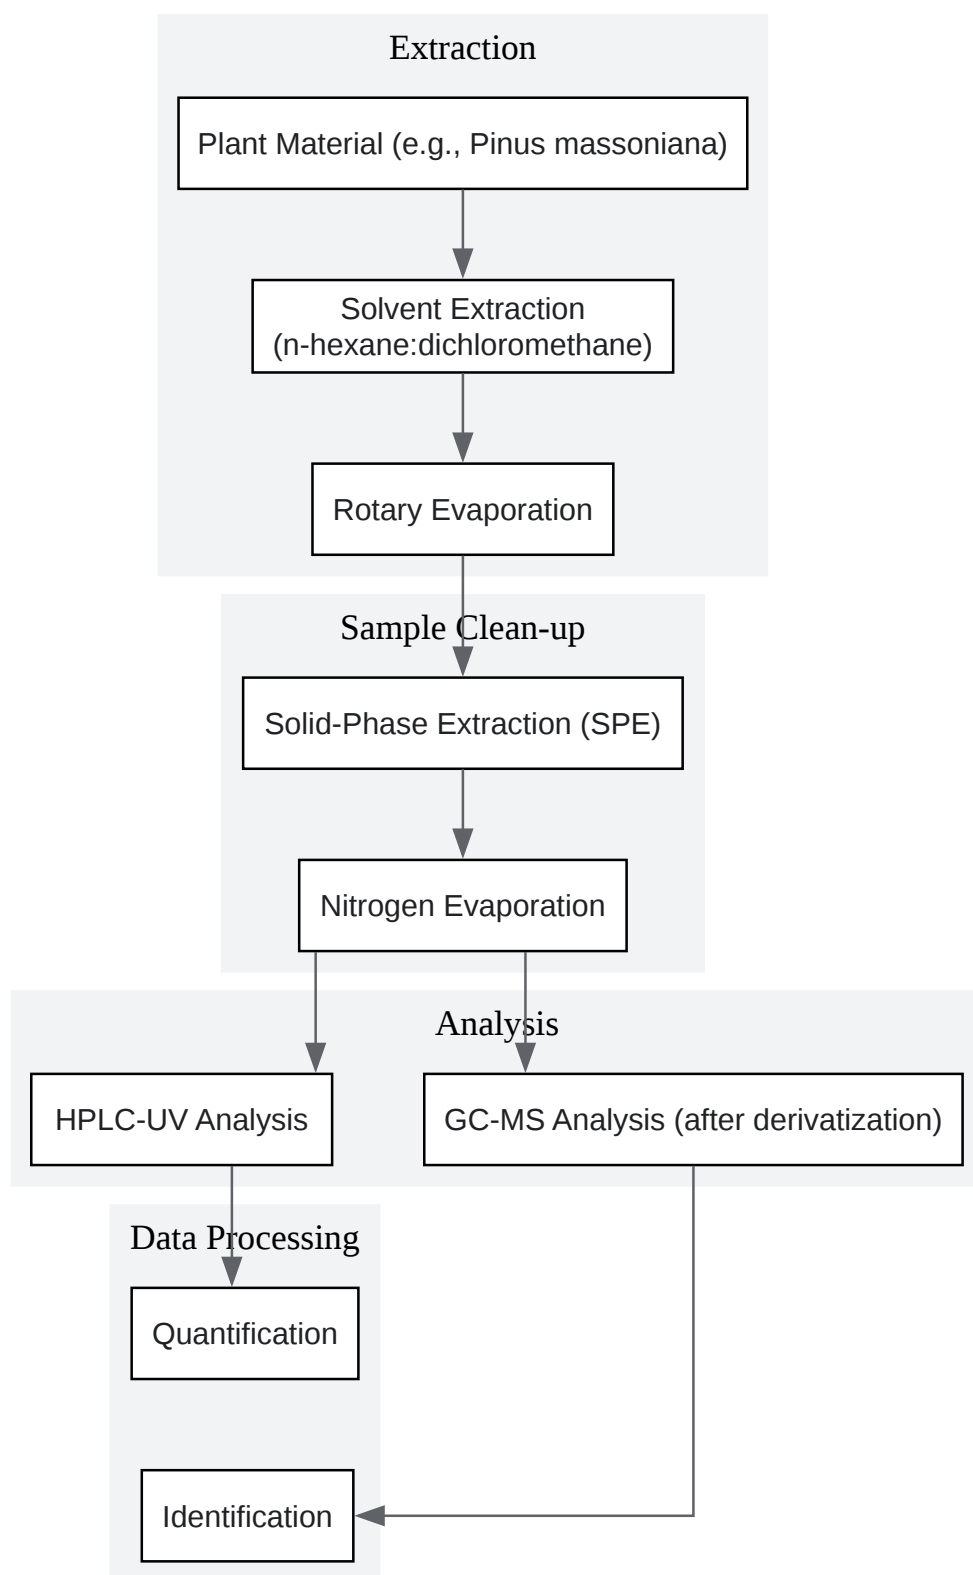 Extraction
Plant Material (e.g., Pinus massoniana)
Solvent Extraction
(n-hexane:dichloromethane)
Rotary Evaporation
Sample Clean-up
Solid-Phase Extraction (SPE)
Nitrogen Evaporation
Analysis
HPLC-UV Analysis
GC-MS Analysis (after derivatization)
Data Processing
Quantification
Identification